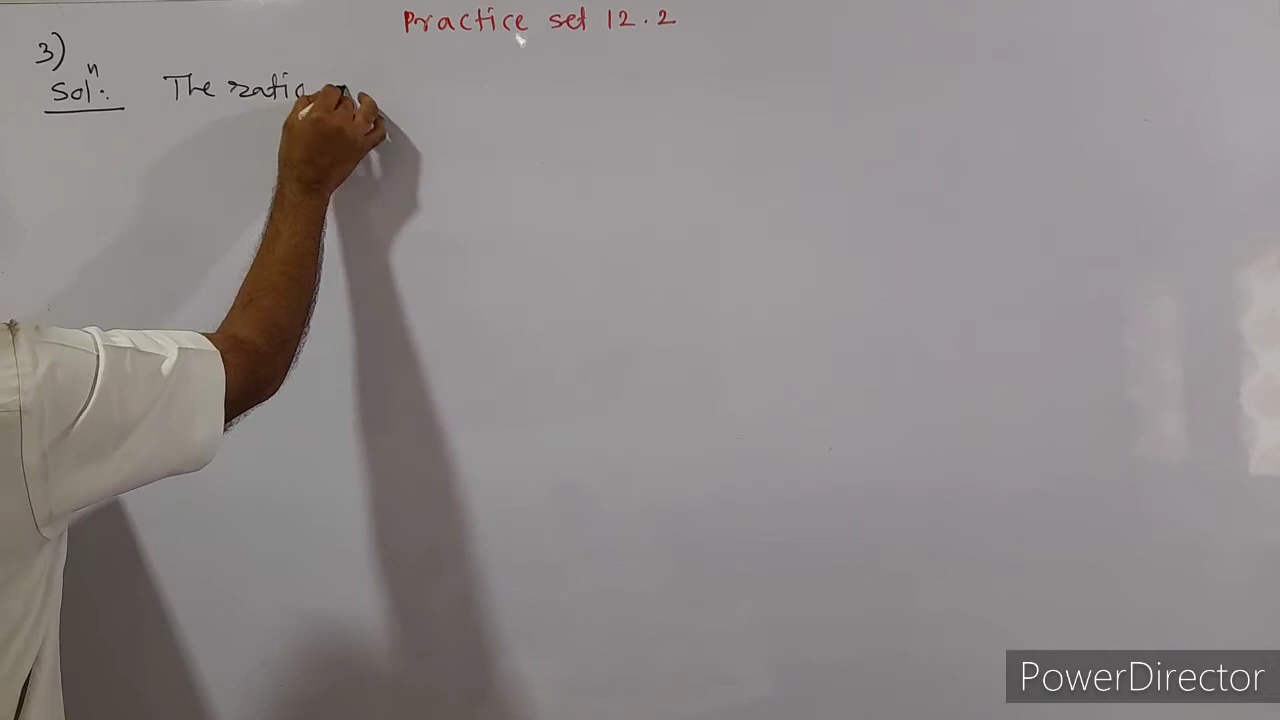 Practice set 12.2
3)
Solⁿ: The ratio
PowerDirector